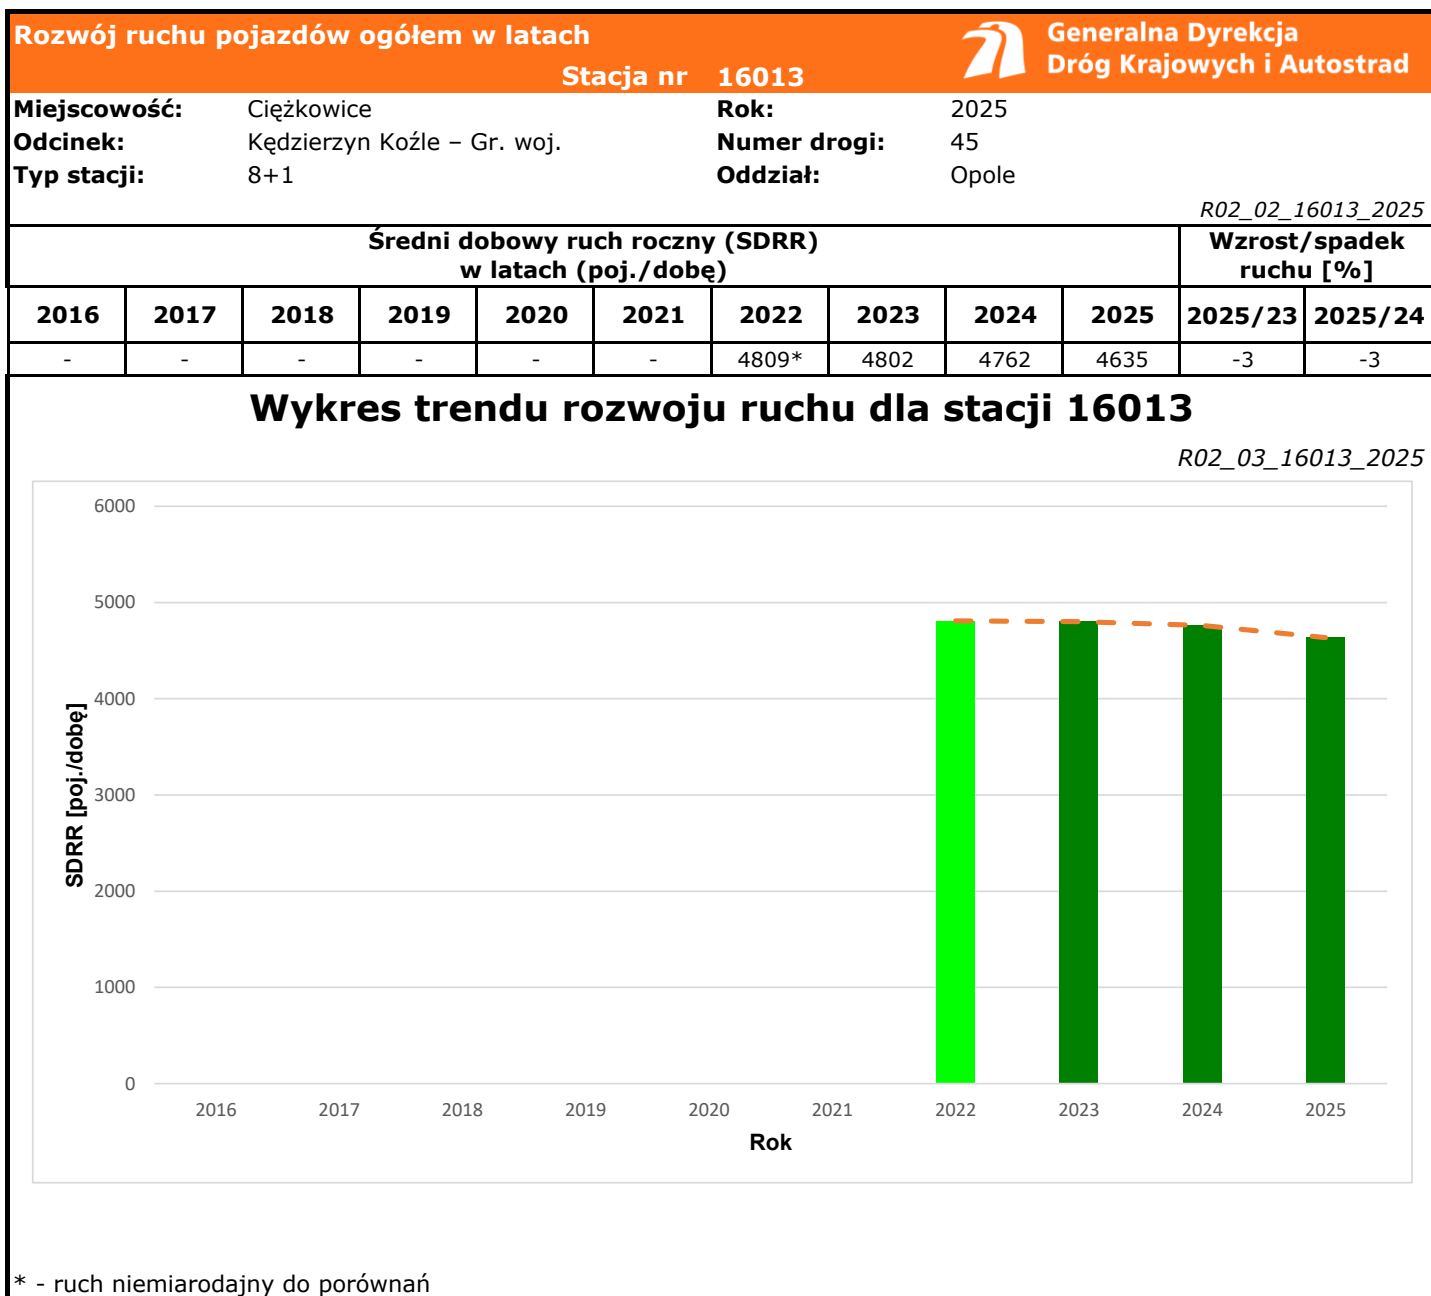 Rozwój ruchu pojazdów ogółem w latach
Generalna Dyrekcja
Dróg Krajowych i Autostrad
Stacja nr 16013
Miejscowość: Ciężkowice Rok: 2025
Odcinek: Kędzierzyn Koźle – Gr. woj. Numer drogi: 45
Typ stacji: 8+1 Oddział: Opole
R02_02_16013_2025
Średni dobowy ruch roczny (SDRR)
w latach (poj./dobę)
Wzrost/spadek
ruchu [%]
2016 2017 2018 2019 2020 2021 2022 2023 2024 2025 2025/23 2025/24
- - - - - - 4809* 4802 4762 4635 -3 -3
Wykres trendu rozwoju ruchu dla stacji 16013
R02_03_16013_2025
6000
5000
4000
3000
2000
1000
0
SDRR [poj./dobę]
2016 2017 2018 2019 2020 2021 2022 2023 2024 2025
Rok
* - ruch niemiarodajny do porównań